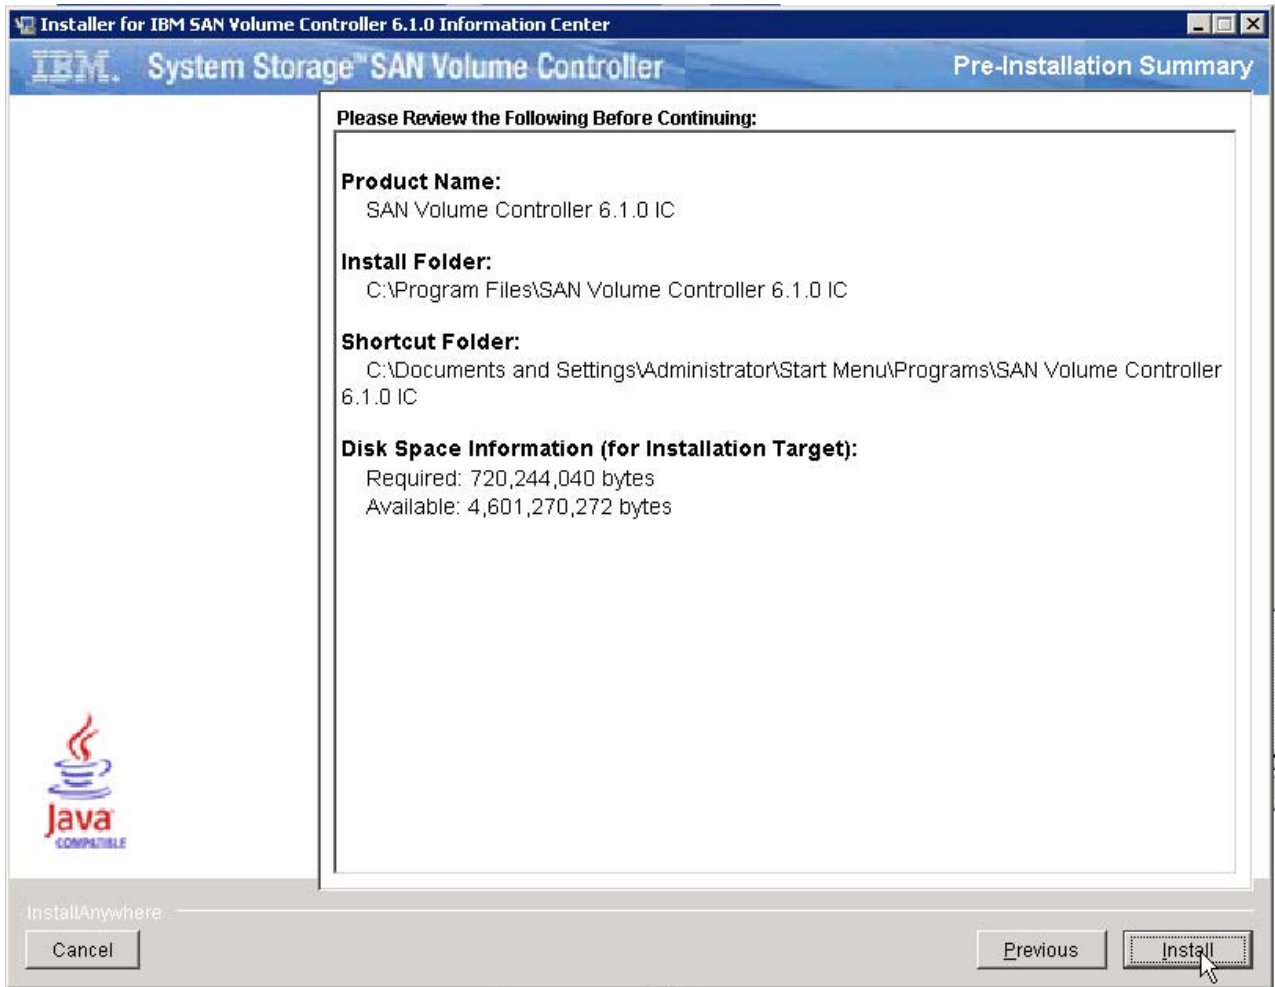 Installer for IBM SAN Volume Controller 6.1.0 Information Center
IBM. System Storage™ SAN Volume Controller
Pre-Installation Summary
Please Review the Following Before Continuing:
Product Name:
SAN Volume Controller 6.1.0 IC
Install Folder:
C:\Program Files\SAN Volume Controller 6.1.0 IC
Shortcut Folder:
C:\Documents and Settings\Administrator\Start Menu\Programs\SAN Volume Controller
6.1.0 IC
Disk Space Information (for Installation Target):
Required: 720,244,040 bytes
Available: 4,601,270,272 bytes
Java
COMPATIBLE
InstallAnywhere
Cancel
Previous
Install